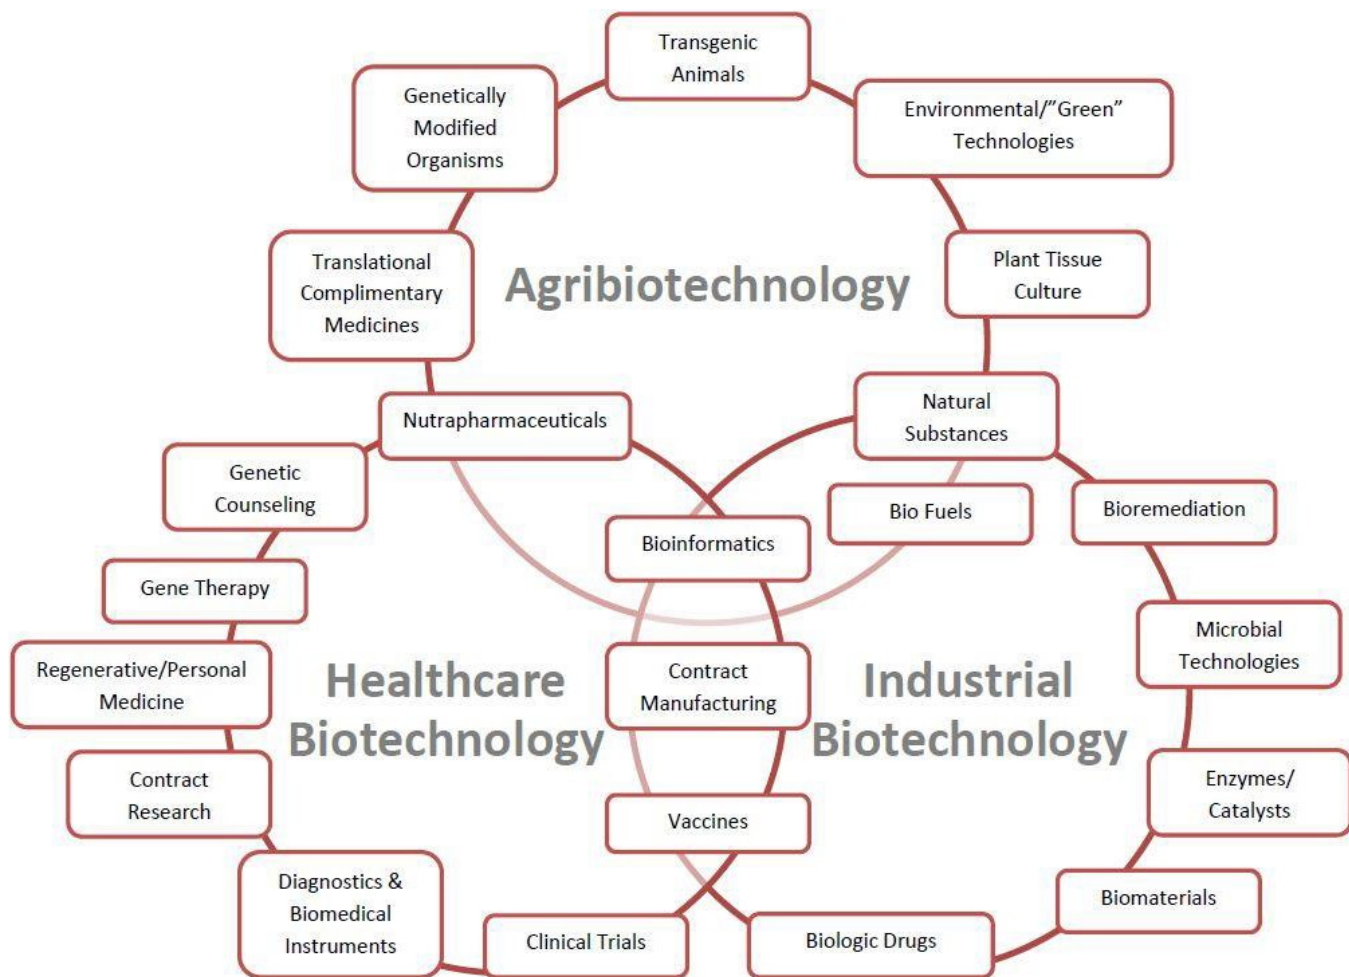 Transgenic
Animals
Genetically
Modified
Organisms
Environmental/”Green”
Technologies
Translational
Complimentary
Medicines
Agribiotechnology
Plant Tissue
Culture
Nutrapharmaceuticals
Natural
Substances
Genetic
Counseling
Bio Fuels
Bioremediation
Bioinformatics
Gene Therapy
Regenerative/Personal
Medicine
Healthcare
Biotechnology
Contract
Manufacturing
Industrial
Biotechnology
Microbial
Technologies
Contract
Research
Vaccines
Enzymes/
Catalysts
Diagnostics &
Biomedical
Instruments
Clinical Trials
Biologic Drugs
Biomaterials